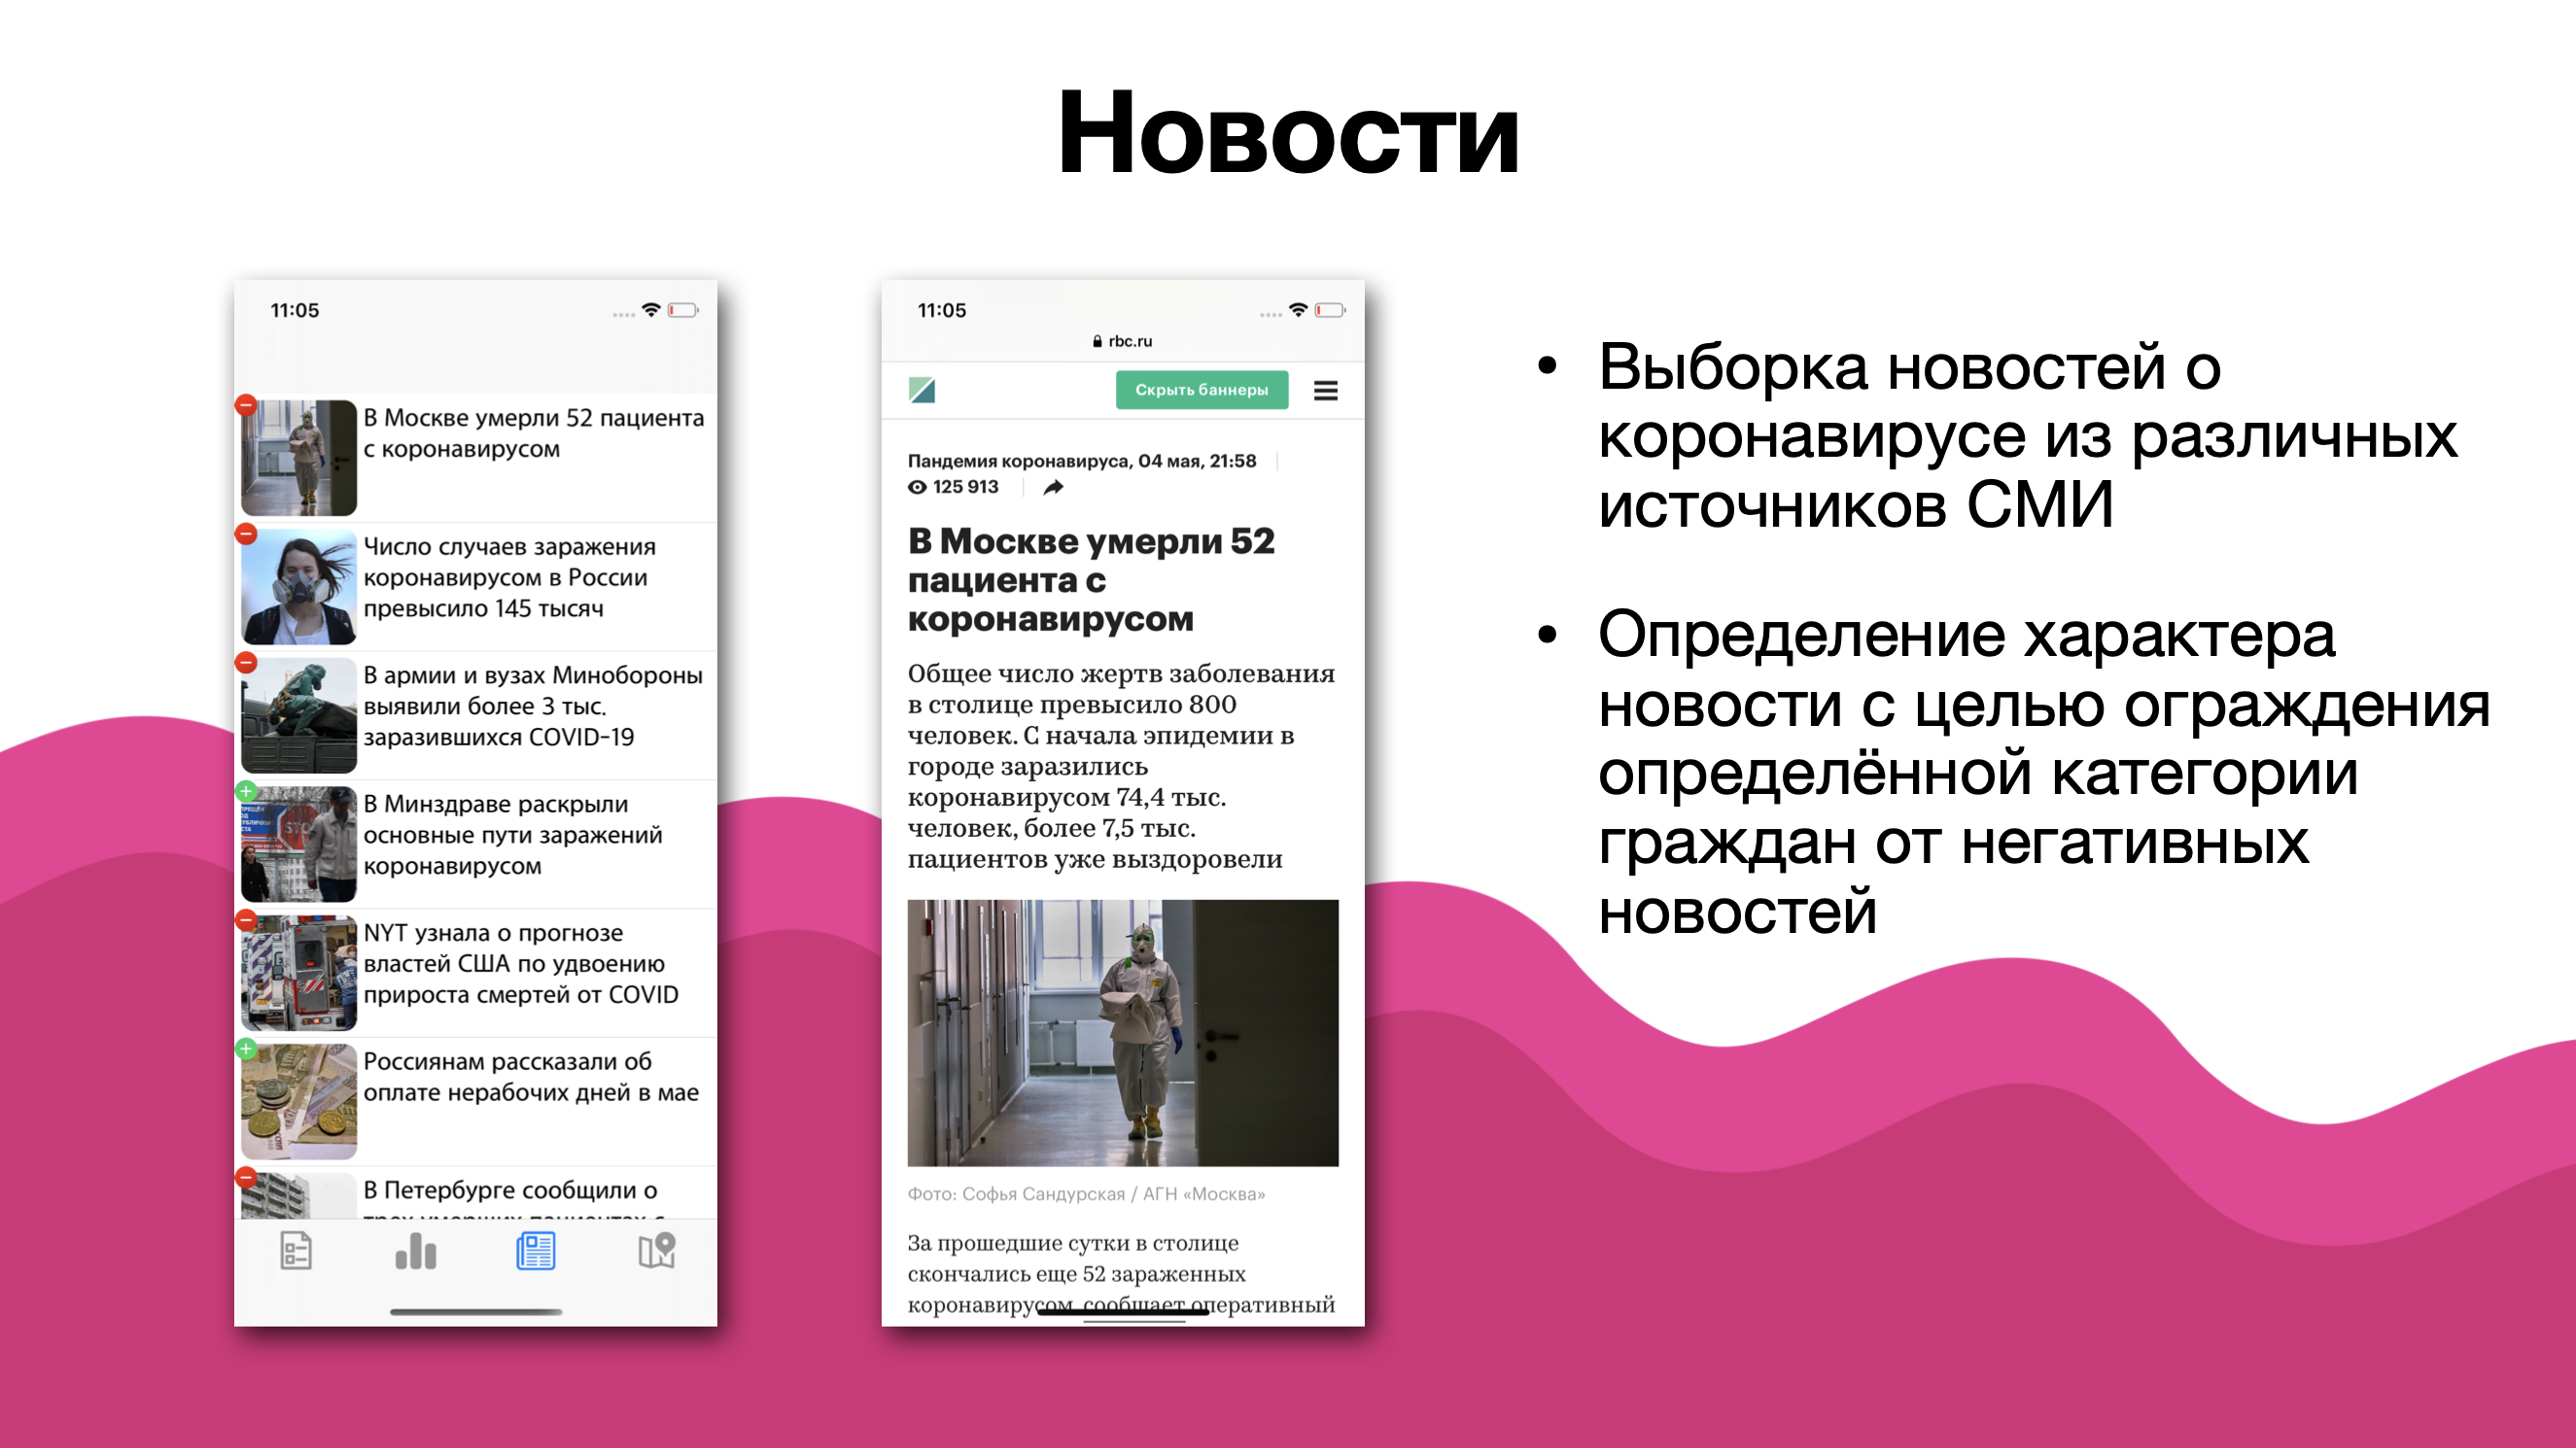 Новости
11:05
В Москве умерли 52 пациента
с коронавирусом
Число случаев заражения
коронавирусом в России
превысило 145 тысяч
В армии и вузах Минобороны
выявили более 3 тыс.
заразившихся COVID-19
В Минздраве раскрыли
основные пути заражений
коронавирусом
NYT узнала о прогнозе
властей США по удвоению
прироста смертей от COVID
Россиянам рассказали об
оплате нерабочих дней в мае
В Петербурге сообщили о
трех умерших пациентах с
11:05
rbc.ru
Скрыть баннеры
Пандемия коронавируса, 04 мая, 21:58
125 913
В Москве умерли 52
пациента с
коронавирусом
Общее число жертв заболевания
в столице превысило 800
человек. С начала эпидемии в
городе заразились
коронавирусом 74,4 тыс.
человек, более 7,5 тыс.
пациентов уже выздоровели
Фото: Софья Сандурская / АГН «Москва»
За прошедшие сутки в столице
скончались еще 52 зараженных
коронавирусом, сообщает оперативный
• Выборка новостей о
коронавирусе из различных
источников СМИ
• Определение характера
новости с целью ограждения
определённой категории
граждан от негативных
новостей